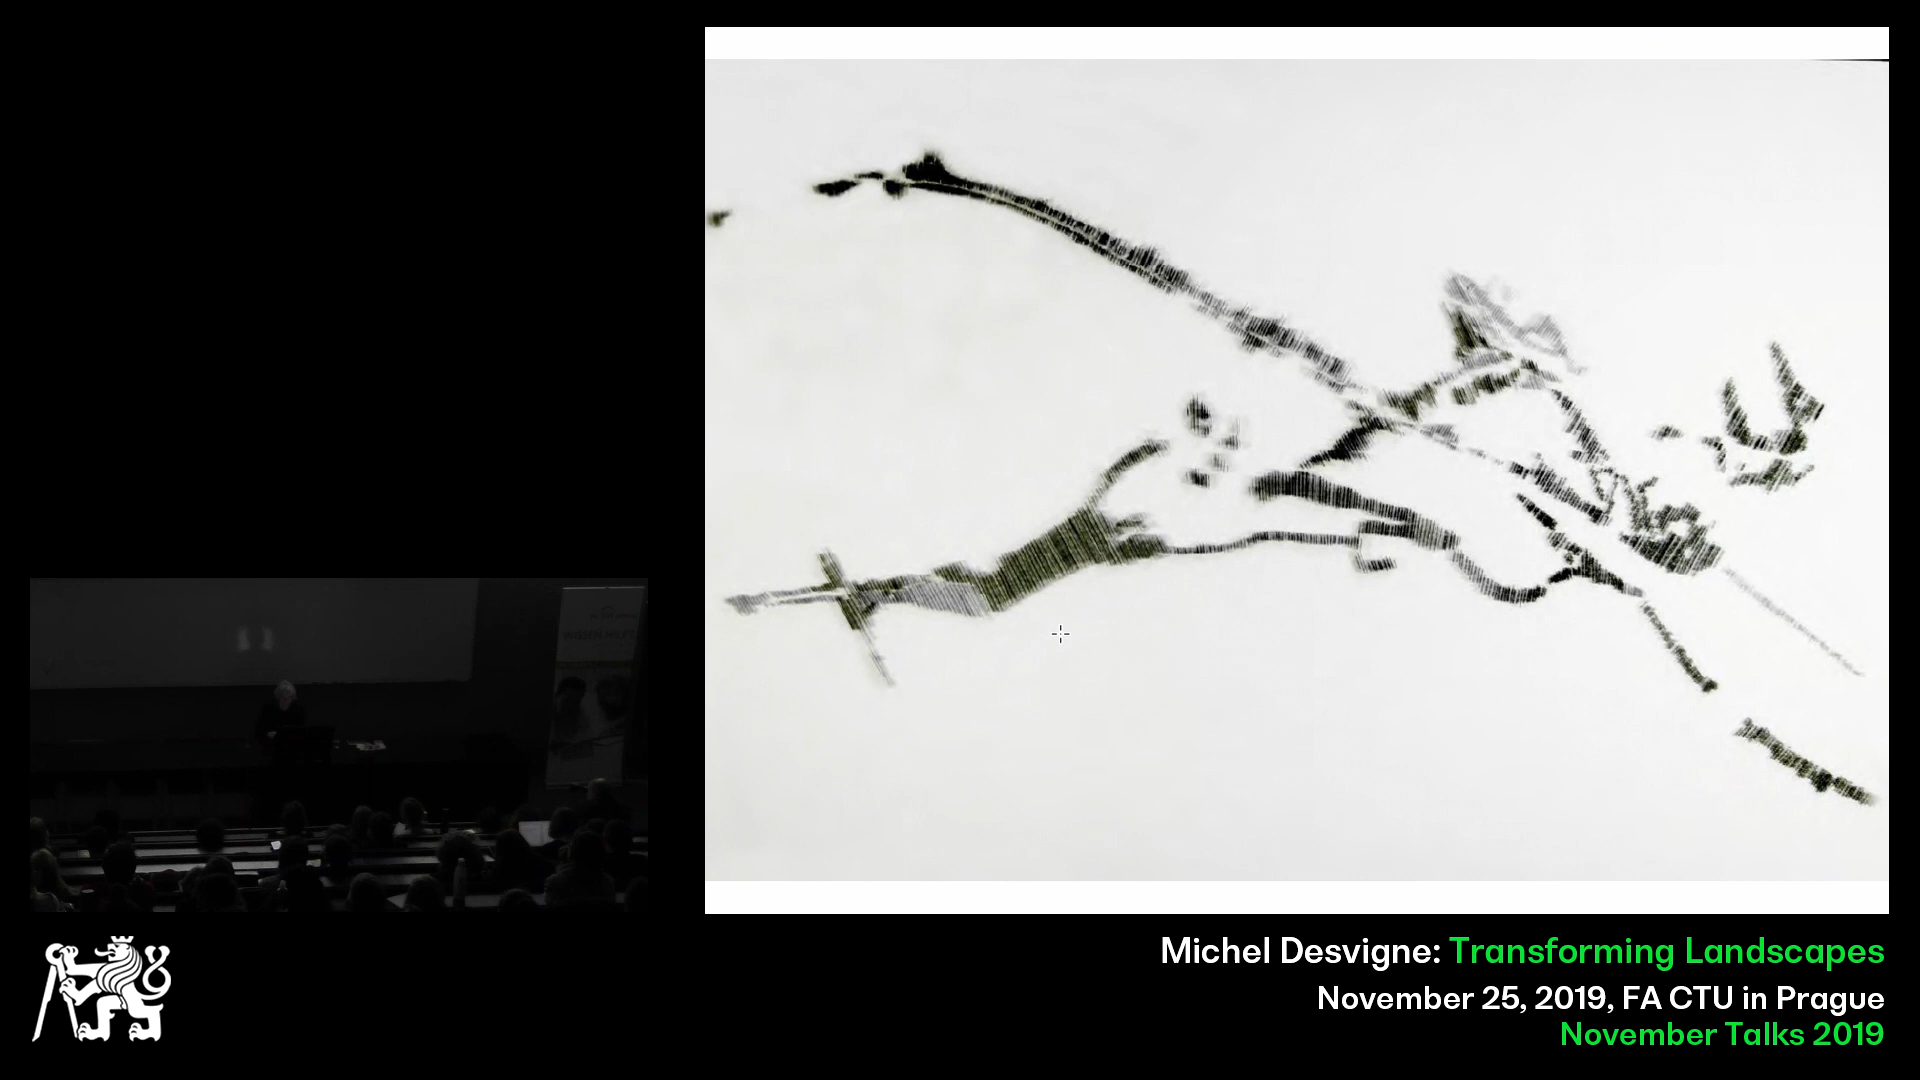 Michel Desvigne: Transforming Landscapes
November 25, 2019, FA CTU in Prague
November Talks 2019